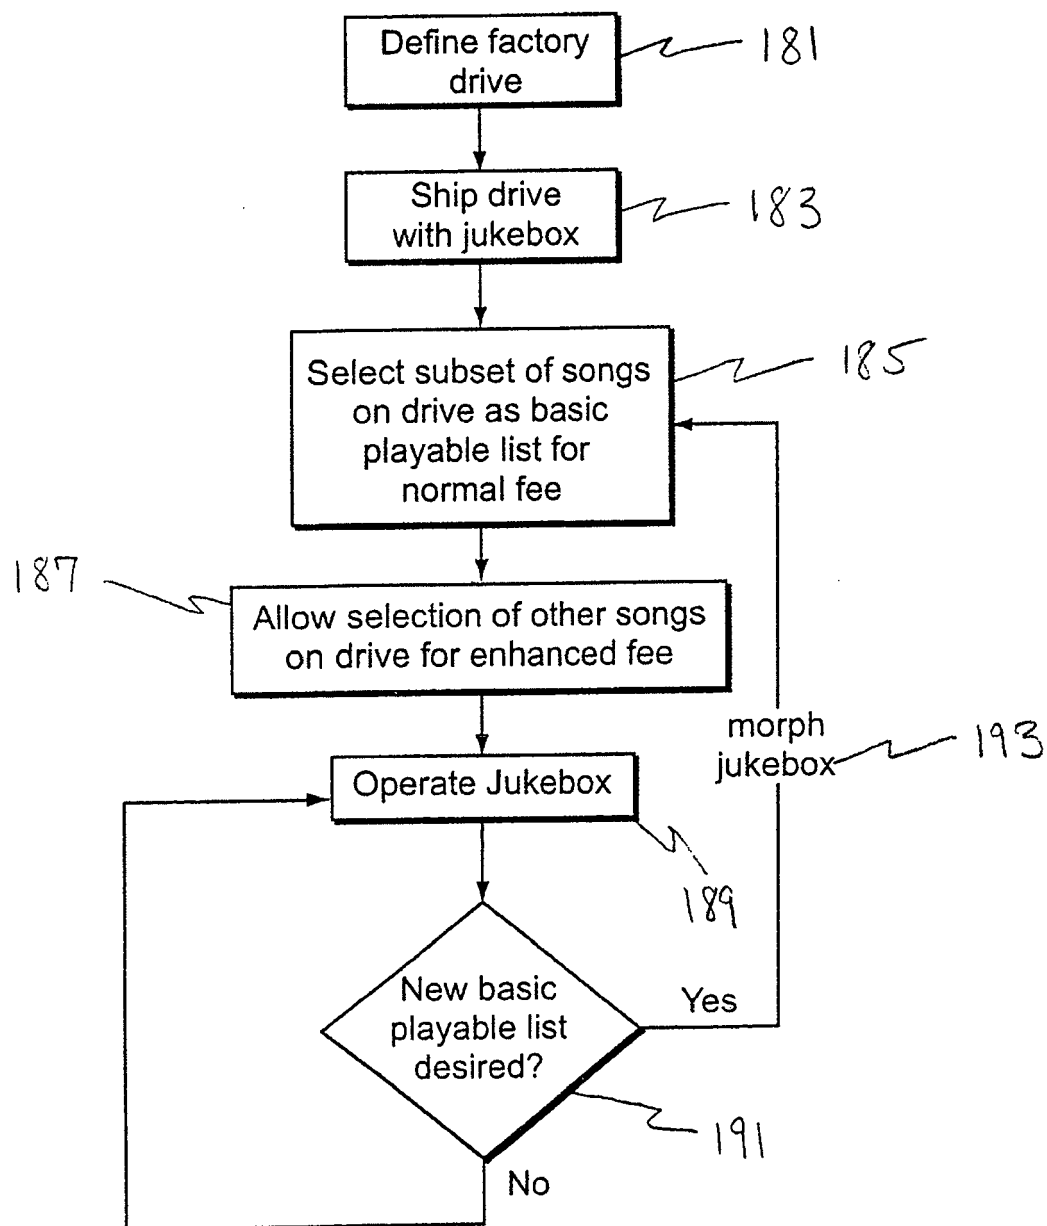 Define factory
drive
181
Ship drive
with jukebox
183
Select subset of songs
on drive as basic
playable list for
normal fee
185
187
Allow selection of other songs
on drive for enhanced fee
morph
jukebox
193
Operate Jukebox
189
New basic
playable list
desired?
Yes
191
No